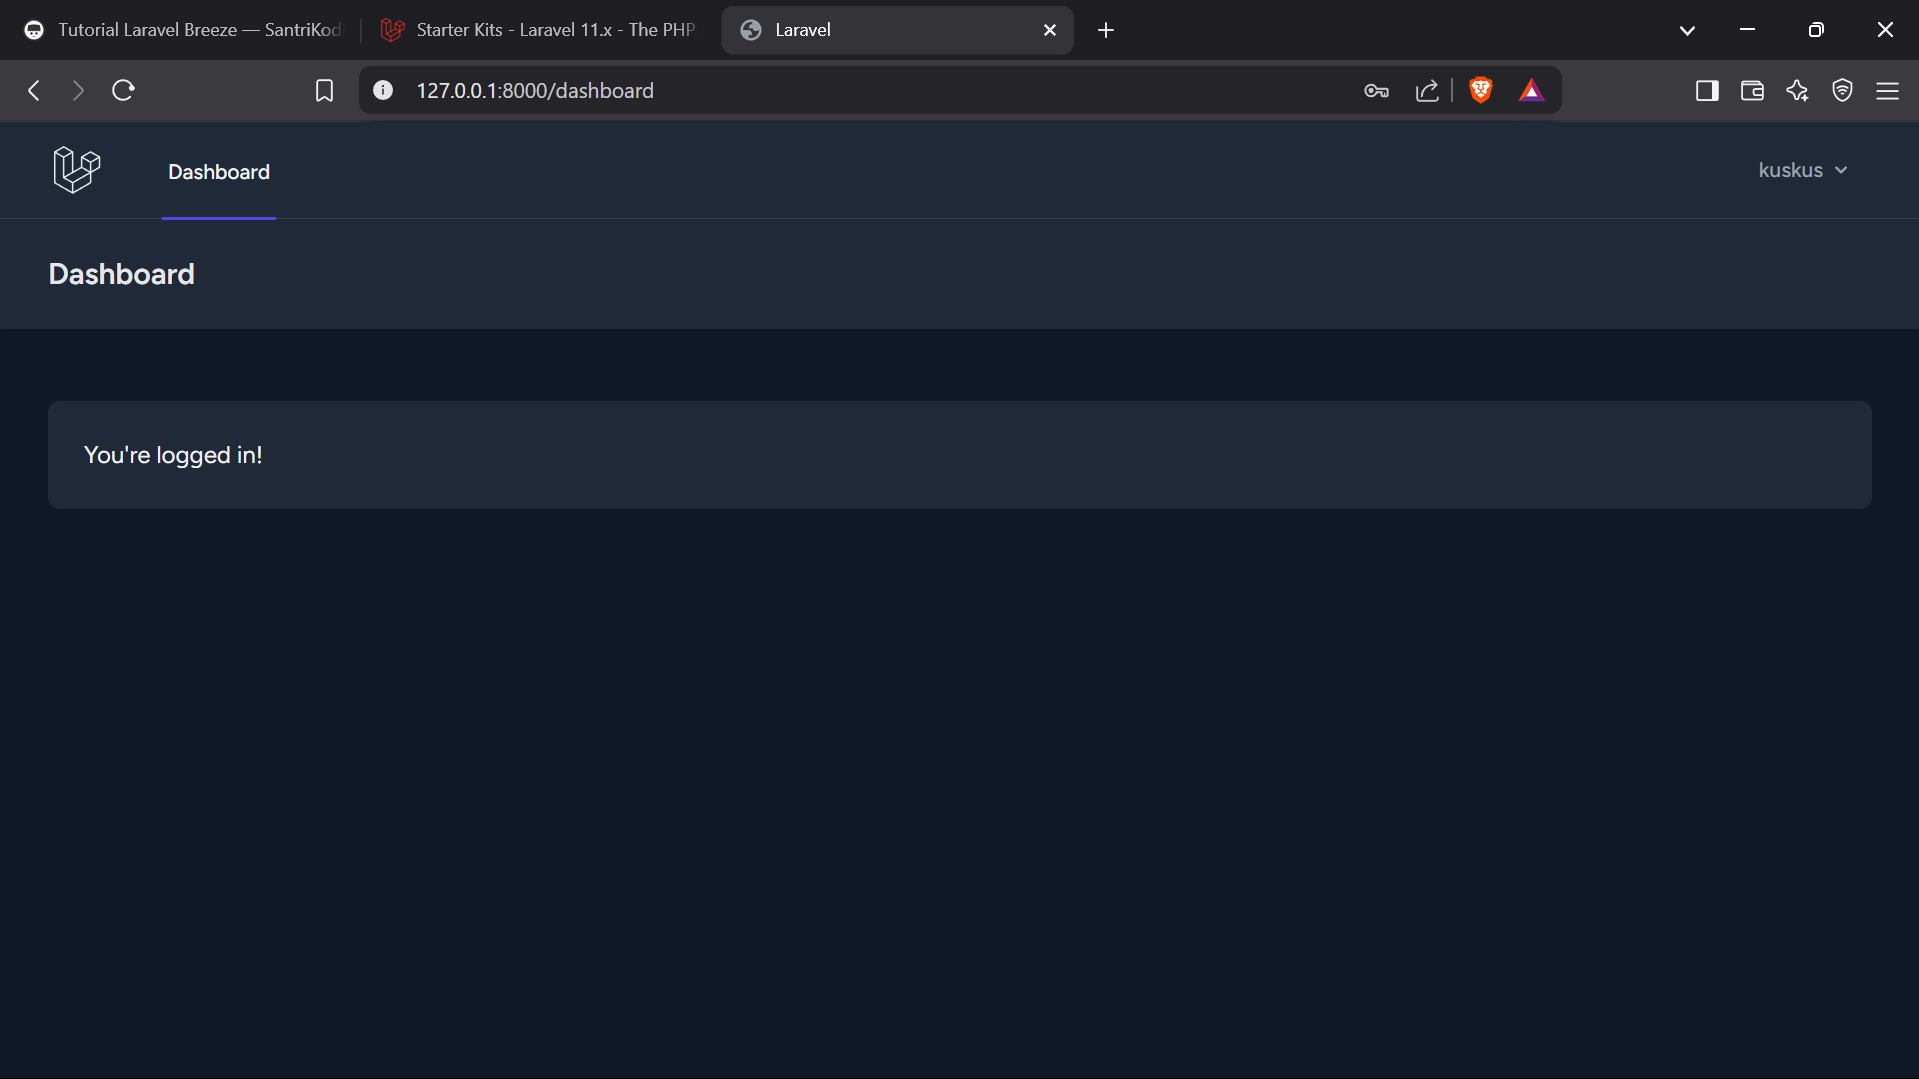 Tutorial Laravel Breeze — SantriKod
Starter Kits - Laravel 11.x - The PHP
Laravel
127.0.0.1:8000/dashboard
Dashboard
kuskus
Dashboard
You're logged in!